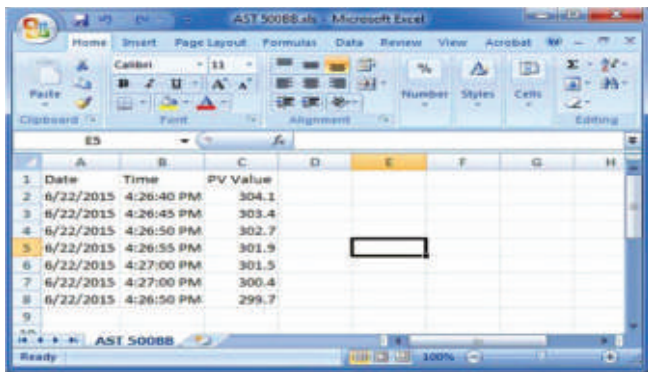 AST 500BB.xls - Microsoft Excel
Home Insert Page Layout Formulas Data Review View Acrobat
Paste
Calibri 11
B I U A A
%
Number
A
Styles
Cells
Σ
Clipboard Font Alignment Editing
E5 fx
A B C D E F G H
1 Date Time PV Value
2 6/22/2015 4:26:40 PM 304.1
3 6/22/2015 4:26:45 PM 303.4
4 6/22/2015 4:26:50 PM 302.7
5 6/22/2015 4:26:55 PM 301.9
6 6/22/2015 4:27:00 PM 301.5
7 6/22/2015 4:27:00 PM 300.4
8 6/22/2015 4:26:50 PM 299.7
9
AST 500BB
Ready 100%